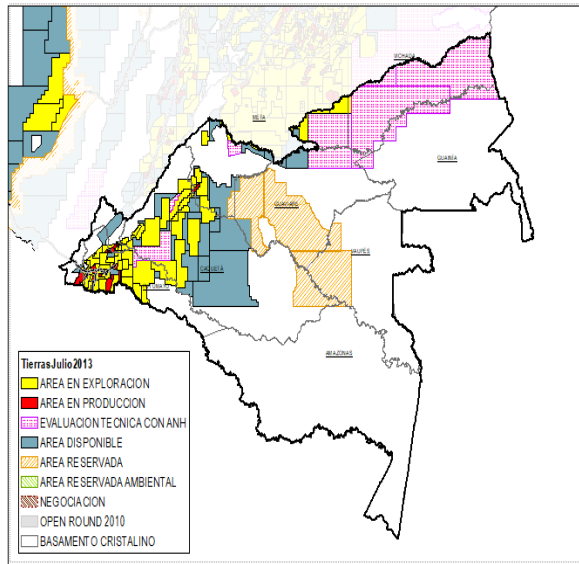 VICHADA
META
GUAINÍA
GUAVIARE
VAUPÉS
CAQUETÁ
AMAZONAS
TierrasJulio2013
AREA EN EXPLORACION
AREA EN PRODUCCION
EVALUACION TECNICA CON ANH
AREA DISPONIBLE
AREA RESERVADA
AREA RESERVADA AMBIENTAL
NEGOCIACION
OPEN ROUND 2010
BASAMENTO CRISTALINO